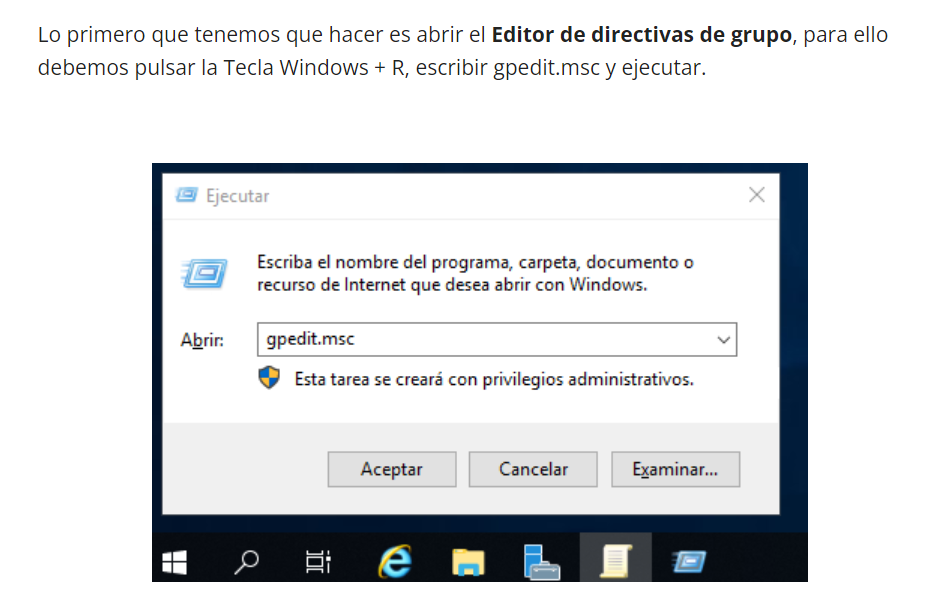 Lo primero que tenemos que hacer es abrir el Editor de directivas de grupo, para ello
debemos pulsar la Tecla Windows + R, escribir gpedit.msc y ejecutar.
Ejecutar
Escriba el nombre del programa, carpeta, documento o
recurso de Internet que desea abrir con Windows.
Abrir:
gpedit.msc
Esta tarea se creará con privilegios administrativos.
Aceptar
Cancelar
Examinar...